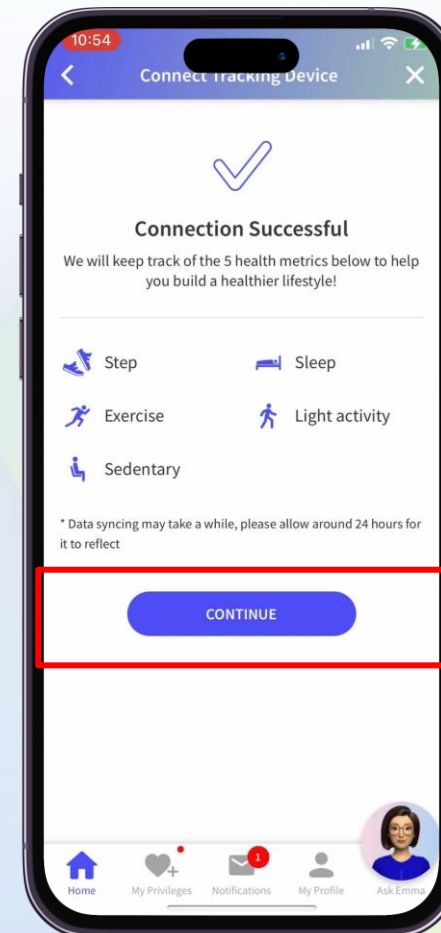 10:54
Connect Tracking Device
Connection Successful
We will keep track of the 5 health metrics below to help
you build a healthier lifestyle!
Step
Sleep
Exercise
Light activity
Sedentary
* Data syncing may take a while, please allow around 24 hours for
it to reflect
CONTINUE
1
Home
My Privileges
Notifications
My Profile
Ask Emma